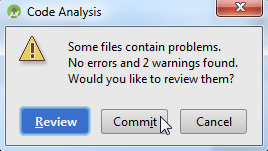 Code Analysis
Some files contain problems.
No errors and 2 warnings found.
Would you like to review them?
Review
Commit
Cancel